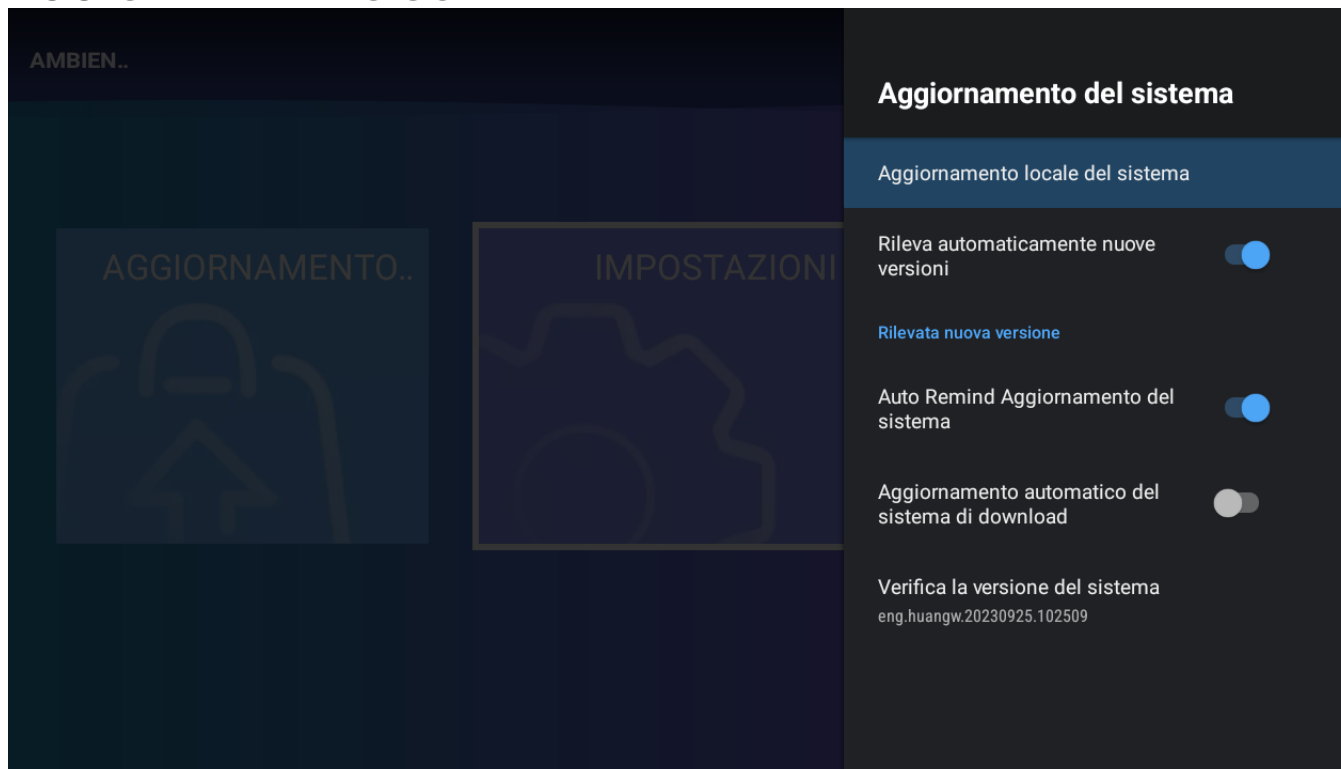 AMBIEN..
AGGIORNAMENTO..
IMPOSTAZIONI
Aggiornamento del sistema
Aggiornamento locale del sistema
Rileva automaticamente nuove
versioni
Rilevata nuova versione
Auto Remind Aggiornamento del
sistema
Aggiornamento automatico del
sistema di download
Verifica la versione del sistema
eng.huangw.20230925.102509